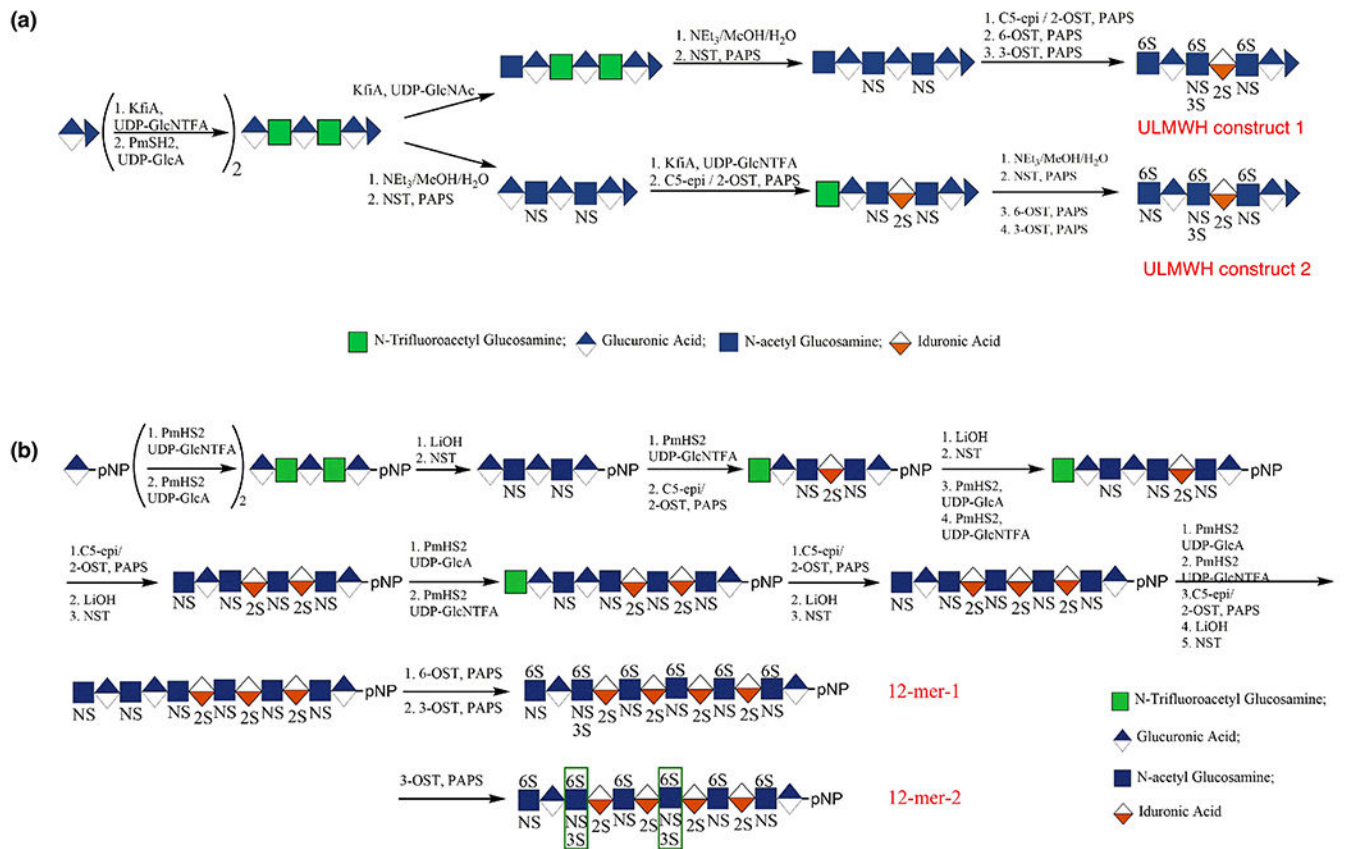 (a)
1. KfiA,
UDP-GlcNTFA
2. PmSH2,
UDP-GlcA
2
KfiA, UDP-GlcNAc
1. NEt3/MeOH/H2O
2. NST, PAPS
NS
NS
1. C5-epi / 2-OST, PAPS
2. 6-OST, PAPS
3. 3-OST, PAPS
6S
6S
6S
NS
2S
NS
3S
ULMWH construct 1
1. NEt3/MeOH/H2O
2. NST, PAPS
NS
NS
1. KfiA, UDP-GlcNTFA
2. C5-epi / 2-OST, PAPS
NS
2S
NS
1. NEt3/MeOH/H2O
2. NST, PAPS
3. 6-OST, PAPS
4. 3-OST, PAPS
6S
6S
6S
NS
NS
2S
NS
3S
ULMWH construct 2
N-Trifluoroacetyl Glucosamine;
Glucuronic Acid;
N-acetyl Glucosamine;
Iduronic Acid
(b)
pNP
1. PmHS2
UDP-GlcNTFA
2. PmHS2
UDP-GlcA
2
pNP
1. LiOH
2. NST
NS
NS
pNP
1. PmHS2
UDP-GlcNTFA
2. C5-epi/
2-OST, PAPS
NS
2S
NS
pNP
1. LiOH
2. NST
3. PmHS2,
UDP-GlcA
4. PmHS2,
UDP-GlcNTFA
NS
NS
2S
NS
pNP
1.C5-epi/
2-OST, PAPS
2. LiOH
3. NST
NS
NS
2S
NS
2S
NS
pNP
1. PmHS2
UDP-GlcA
2. PmHS2
UDP-GlcNTFA
NS
NS
2S
NS
2S
NS
pNP
1.C5-epi/
2-OST, PAPS
2. LiOH
3. NST
NS
NS
2S
NS
2S
NS
2S
NS
pNP
1. PmHS2
UDP-GlcA
2. PmHS2
UDP-GlcNTFA
3.C5-epi/
2-OST, PAPS
4. LiOH
5. NST
NS
NS
NS
2S
NS
2S
NS
2S
NS
pNP
1. 6-OST, PAPS
2. 3-OST, PAPS
6S
6S
6S
6S
6S
6S
NS
NS
2S
NS
2S
NS
2S
NS
2S
NS
3S
pNP
12-mer-1
3-OST, PAPS
6S
6S
6S
6S
6S
6S
NS
NS
2S
NS
2S
NS
2S
NS
2S
NS
3S
3S
pNP
12-mer-2
N-Trifluoroacetyl Glucosamine;
Glucuronic Acid;
N-acetyl Glucosamine;
Iduronic Acid